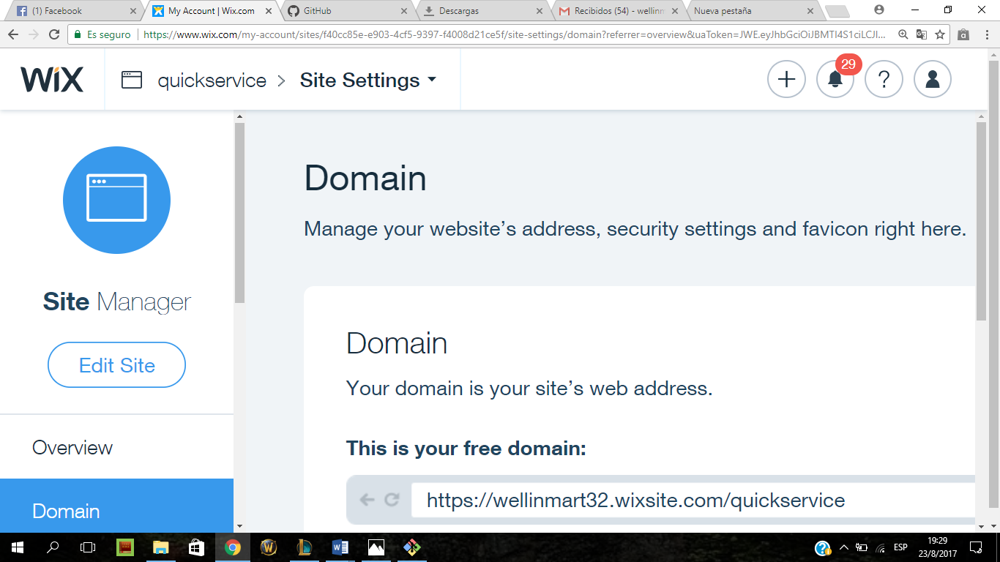 (1) Facebook
My Account | Wix.com
GitHub
Descargas
Recibidos (54) - wellinm
Nueva pestaña
Es seguro
https://www.wix.com/my-account/sites/f40cc85e-e903-4cf5-9397-f4008d21ce5f/site-settings/domain?referrer=overview&uaToken=JWE.eyJhbGciOiJBMTI4S1ciLCJl...
WiX
quickservice > Site Settings
29
?
Domain
Manage your website’s address, security settings and favicon right here.
Site Manager
Edit Site
Overview
Domain
Domain
Your domain is your site’s web address.
This is your free domain:
https://wellinmart32.wixsite.com/quickservice
ESP
19:29
23/8/2017